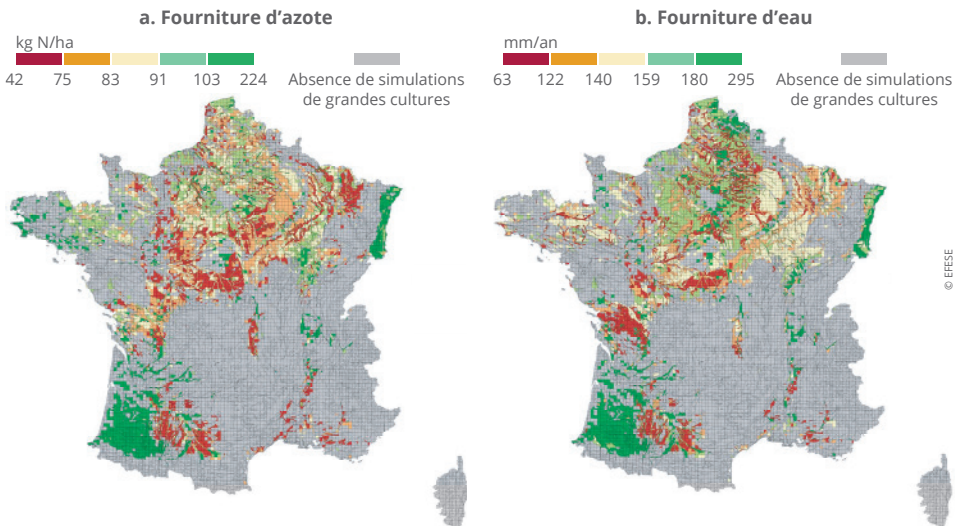 a. Fourniture d’azote
kg N/ha
42 75 83 91 103 224
Absence de simulations
de grandes cultures
b. Fourniture d’eau
mm/an
63 122 140 159 180 295
Absence de simulations
de grandes cultures
© EFESE